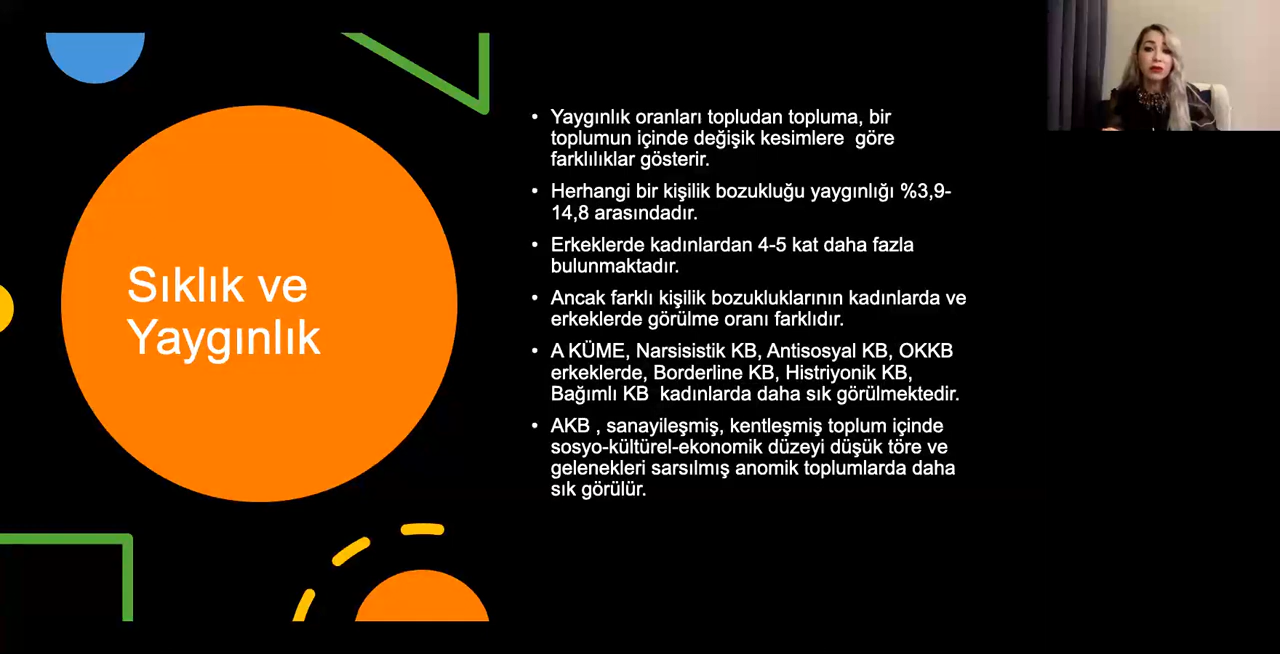 Sıklık ve
Yaygınlık
• Yaygınlık oranları topludan topluma, bir
toplumun içinde değişik kesimlere  göre
farklılıklar gösterir.
• Herhangi bir kişilik bozukluğu yaygınlığı %3,9-
14,8 arasındadır.
• Erkeklerde kadınlardan 4-5 kat daha fazla
bulunmaktadır.
• Ancak farklı kişilik bozukluklarının kadınlarda ve
erkeklerde görülme oranı farklıdır.
• A KÜME, Narsisistik KB, Antisosyal KB, OKKB
erkeklerde, Borderline KB, Histriyonik KB,
Bağımlı KB  kadınlarda daha sık görülmektedir.
• AKB , sanayileşmiş, kentleşmiş toplum içinde
sosyo-kültürel-ekonomik düzeyi düşük töre ve
gelenekleri sarsılmış anomik toplumlarda daha
sık görülür.